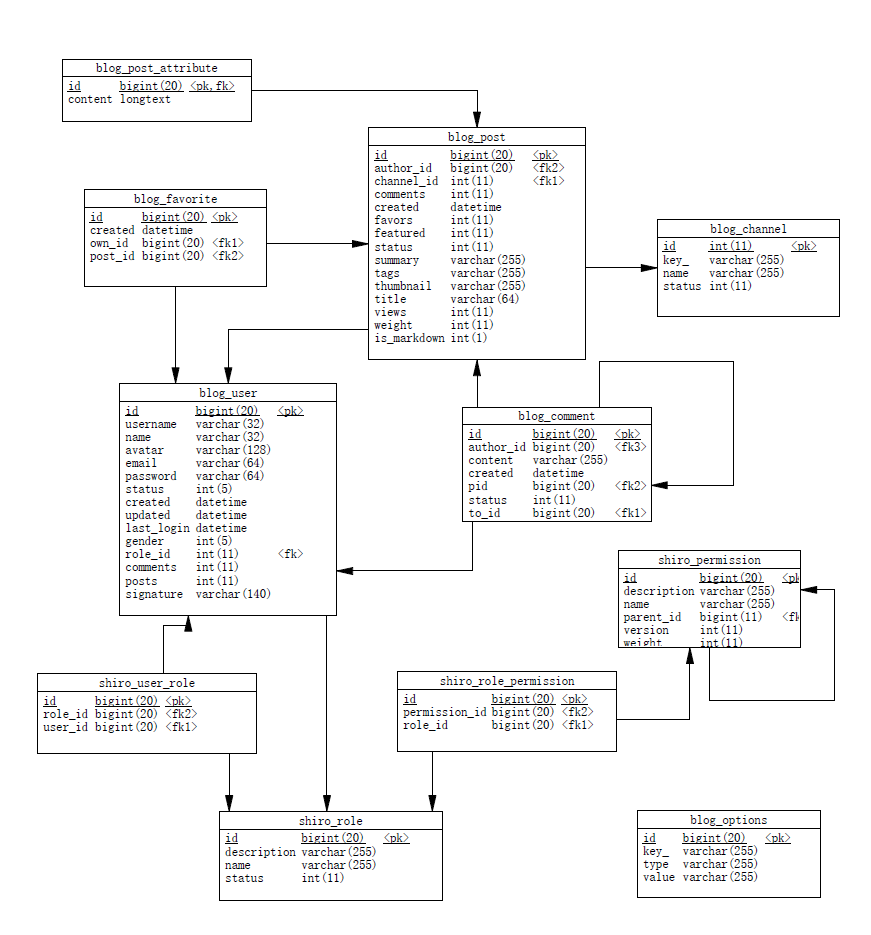 blog_post_attribute
id bigint(20) <pk,fk>
content longtext
blog_post
id bigint(20) <pk>
author_id bigint(20) <fk2>
channel_id int(11) <fk1>
comments int(11)
created datetime
favors int(11)
featured int(11)
status int(11)
summary varchar(255)
tags varchar(255)
thumbnail varchar(255)
title varchar(64)
views int(11)
weight int(11)
is_markdown int(1)
blog_favorite
id bigint(20) <pk>
created datetime
own_id bigint(20) <fk1>
post_id bigint(20) <fk2>
blog_channel
id int(11) <pk>
key_ varchar(255)
name varchar(255)
status int(11)
blog_user
id bigint(20) <pk>
username varchar(32)
name varchar(32)
avatar varchar(128)
email varchar(64)
password varchar(64)
status int(5)
created datetime
updated datetime
last_login datetime
gender int(5)
role_id int(11) <fk>
comments int(11)
posts int(11)
signature varchar(140)
blog_comment
id bigint(20) <pk>
author_id bigint(20) <fk3>
content varchar(255)
created datetime
pid bigint(20) <fk2>
status int(11)
to_id bigint(20) <fk1>
shiro_permission
id bigint(20) <pk
description varchar(255)
name varchar(255)
parent_id bigint(11) <fk
version int(11)
weight int(11)
shiro_user_role
id bigint(20) <pk>
role_id bigint(20) <fk2>
user_id bigint(20) <fk1>
shiro_role_permission
id bigint(20) <pk>
permission_id bigint(20) <fk2>
role_id bigint(20) <fk1>
shiro_role
id bigint(20) <pk>
description varchar(255)
name varchar(255)
status int(11)
blog_options
id bigint(20) <pk>
key_ varchar(255)
type varchar(255)
value varchar(255)